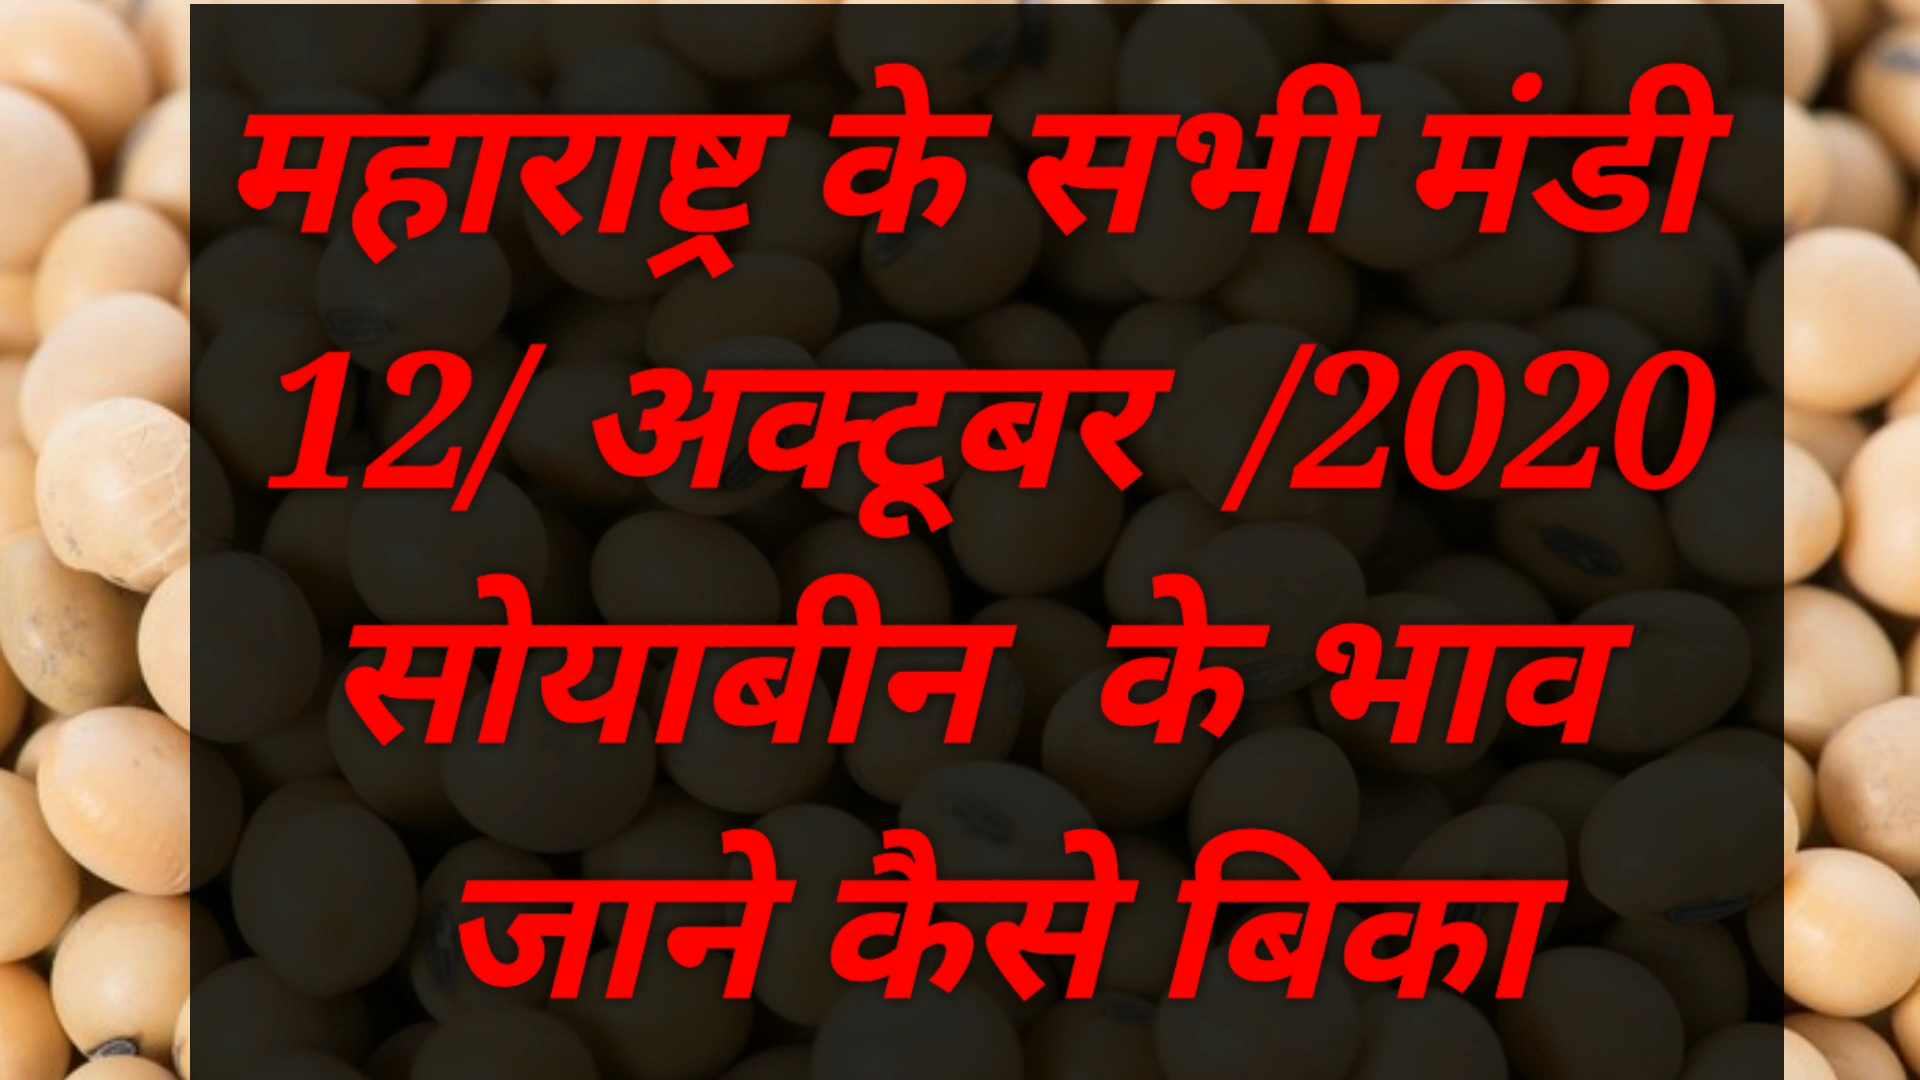 महाराष्ट्र के सभी मंडी
12/ अक्टूबर /2020
सोयाबीन के भाव
जाने कैसे बिका